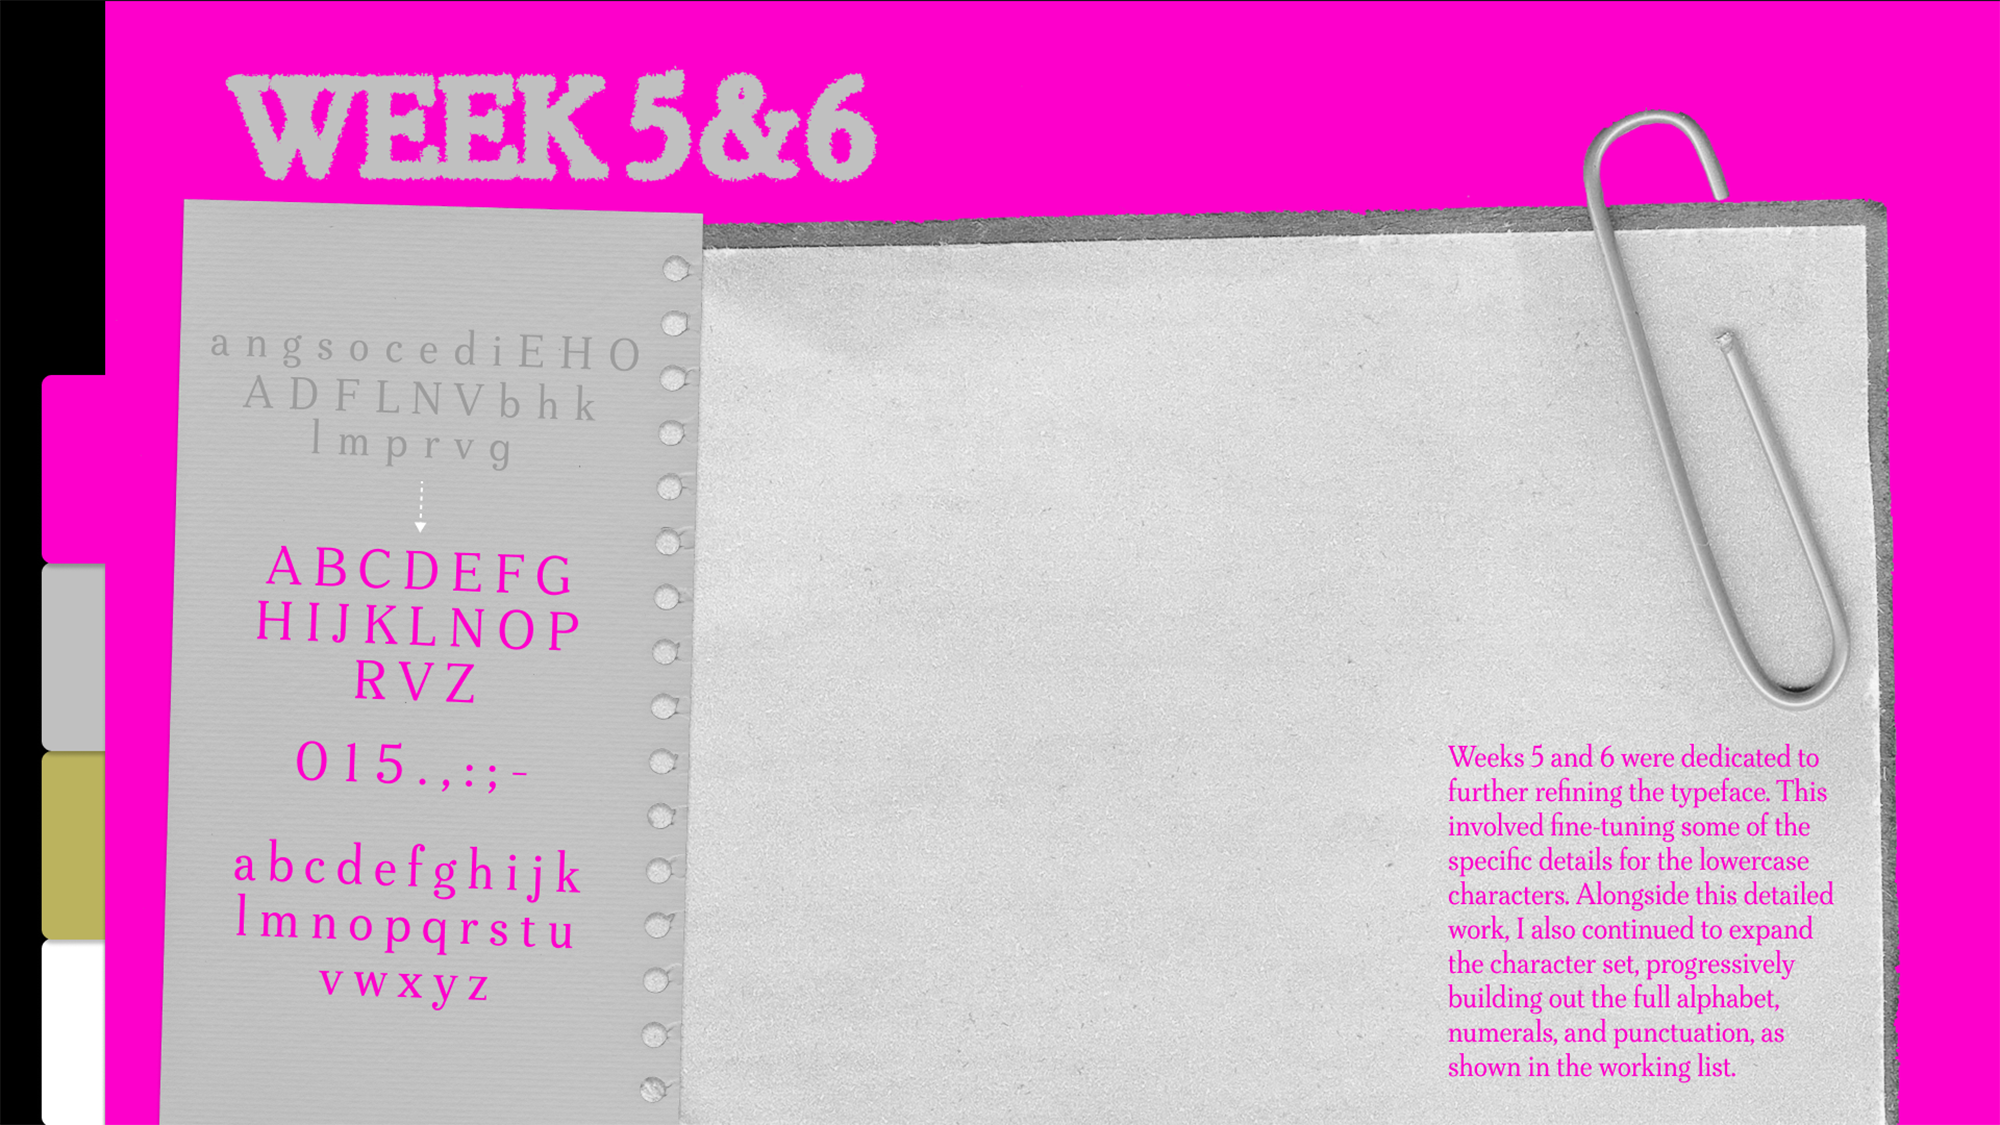 WEEK 5&6
a n g s o c e d i E H O
A D F L N V b h k
l m p r v g
A B C D E F G
H I J K L N O P
R V Z
0 1 5 . , : ; -
a b c d e f g h i j k
l m n o p q r s t u
v w x y z
Weeks 5 and 6 were dedicated to
further refining the typeface. This
involved fine-tuning some of the
specific details for the lowercase
characters. Alongside this detailed
work, I also continued to expand
the character set, progressively
building out the full alphabet,
numerals, and punctuation, as
shown in the working list.